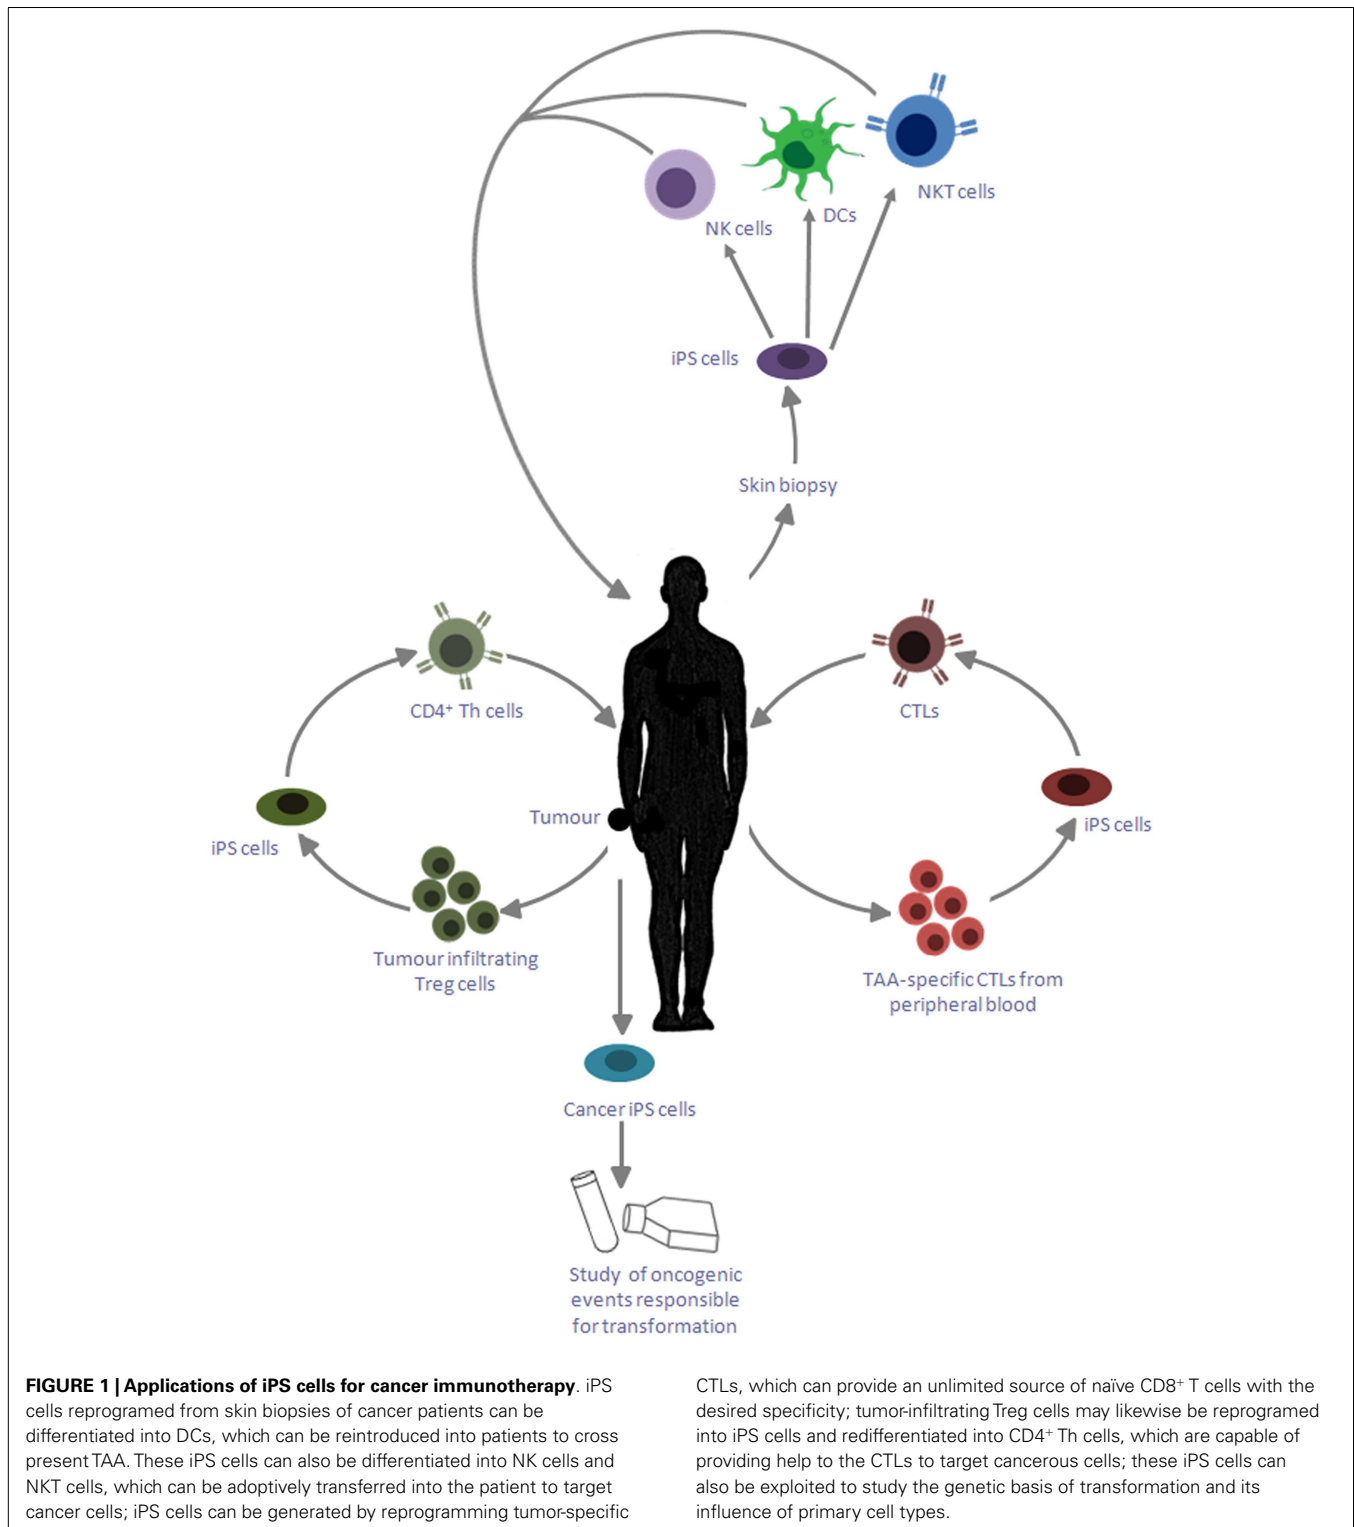 NKT cells
DCs
NK cells
iPS cells
Skin biopsy
CD4⁺ Th cells
CTLs
Tumour
iPS cells
iPS cells
Tumour infiltrating
Treg cells
TAA-specific CTLs from
peripheral blood
Cancer iPS cells
Study of oncogenic
events responsible
for transformation
FIGURE 1 | Applications of iPS cells for cancer immunotherapy. iPS
cells reprogramed from skin biopsies of cancer patients can be
differentiated into DCs, which can be reintroduced into patients to cross
present TAA. These iPS cells can also be differentiated into NK cells and
NKT cells, which can be adoptively transferred into the patient to target
cancer cells; iPS cells can be generated by reprogramming tumor-specific
CTLs, which can provide an unlimited source of naïve CD8⁺ T cells with the
desired specificity; tumor-infiltrating Treg cells may likewise be reprogramed
into iPS cells and redifferentiated into CD4⁺ Th cells, which are capable of
providing help to the CTLs to target cancerous cells; these iPS cells can
also be exploited to study the genetic basis of transformation and its
influence of primary cell types.